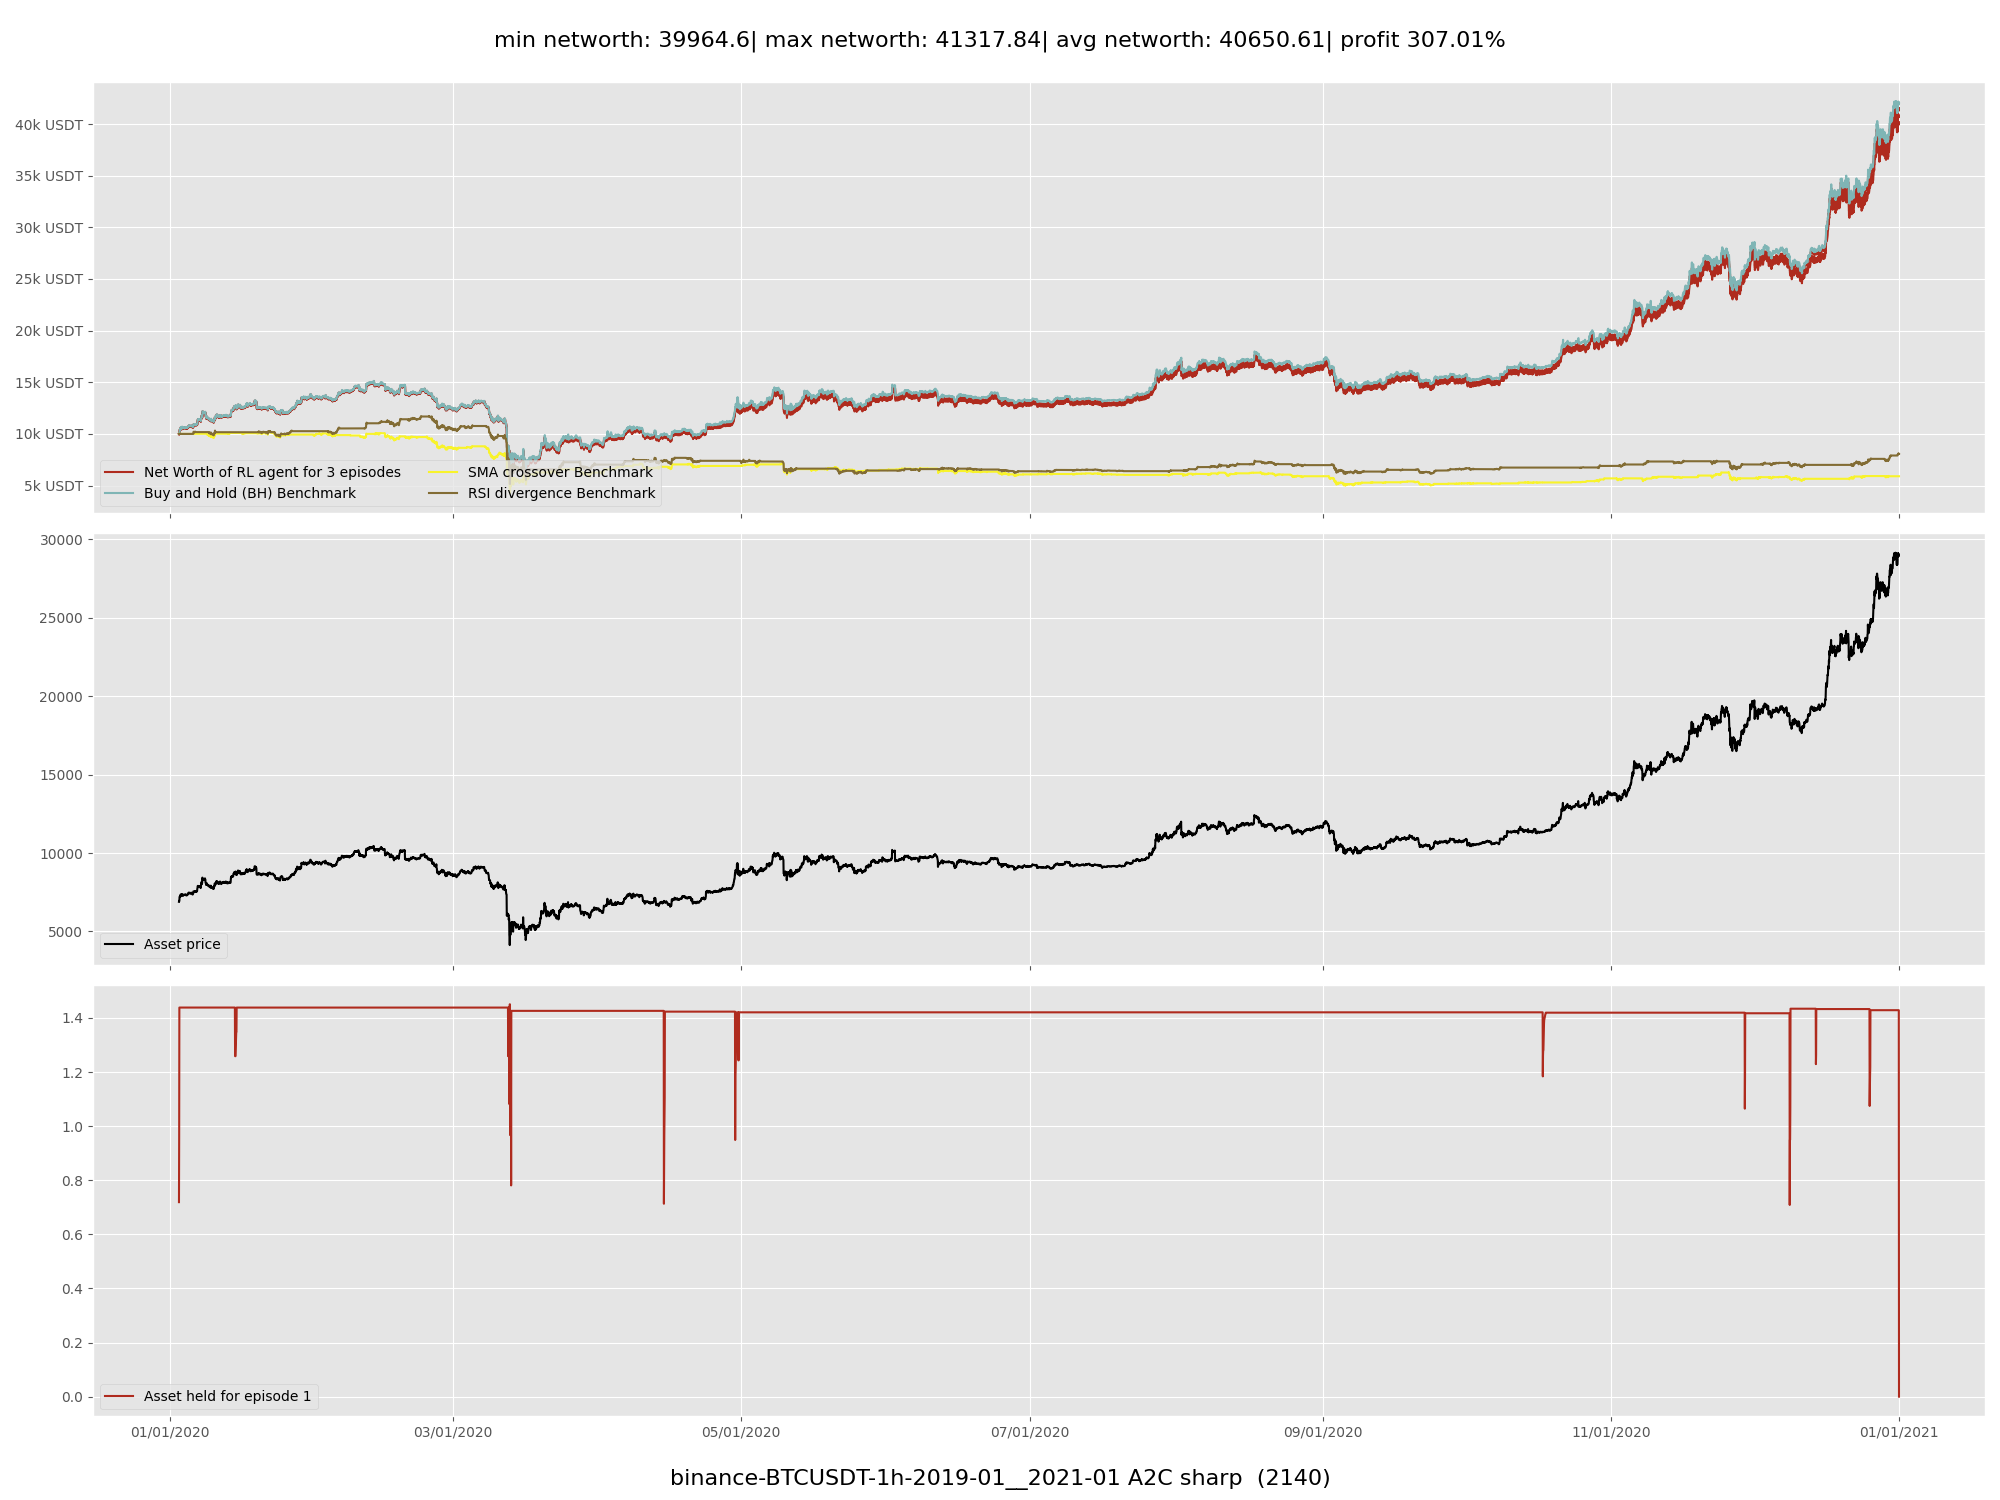 min networth: 39964.6| max networth: 41317.84| avg networth: 40650.61| profit 307.01%
40k USDT
35k USDT
30k USDT
25k USDT
20k USDT
15k USDT
10k USDT
5k USDT
Net Worth of RL agent for 3 episodes
Buy and Hold (BH) Benchmark
SMA crossover Benchmark
RSI divergence Benchmark
30000
25000
20000
15000
10000
5000
Asset price
1.4
1.2
1.0
0.8
0.6
0.4
0.2
0.0
Asset held for episode 1
01/01/2020 03/01/2020 05/01/2020 07/01/2020 09/01/2020 11/01/2020 01/01/2021
binance-BTCUSDT-1h-2019-01__2021-01 A2C sharp (2140)